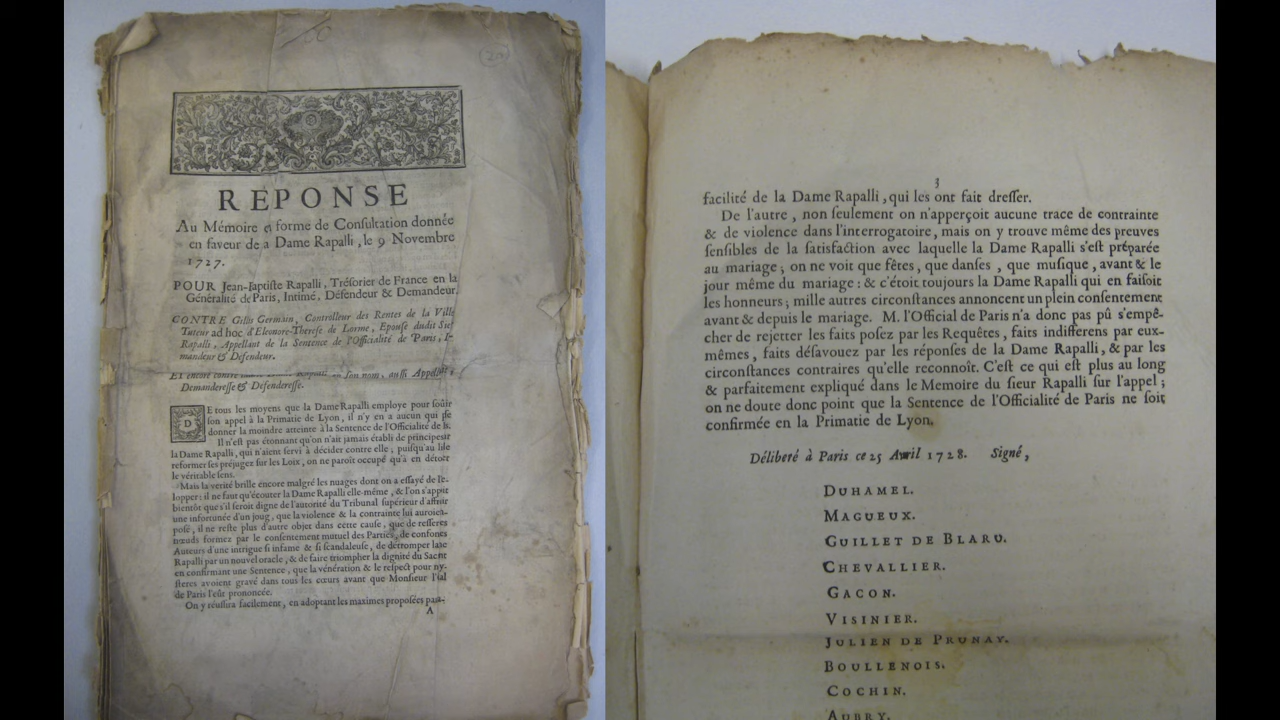 20
REPONSE
Au Mémoire en forme de Consultation donnée
en faveur de a Dame Rapalli, le 9 Novembre
1727.
POUR Jean-aptiste Rapalli, Trésorier de France en la
Généralité de Paris, Intimé, Défendeur & Demandeur.
CONTRE Gillot Germain, Controlleur des Rentes de la Ville
Tuteur ad hoc d'Eleonore-Therese de Lorme, Epouse dudit Sie
Rapalli, Appellant de la Sentence de l'Officialité de Paris,
mandeur & Défendeur.
Et encore contre son nom, aussi Appell
Demanderesse & Défenderesse.
DE tous les moyens que la Dame Rapalli employe pour
son appel à la Primatie de Lyon, il n'y en a aucun qui
donner la moindre atteinte à la Sentence de l'Officialité de
Il n'est pas étonnant qu'on n'ait jamais établi de principes
la Dame Rapalli, qui n'aient servi à décider contre elle; puisqu'au
reformer ses préjugez sur les Loix, on ne paroît occupé qu'à en
le véritable sens.
Mais la verité brille encore malgré les nuages dont on a essayé de
lopper: il ne faut qu'écouter la Dame Rapalli elle-même, & l'on
bientôt que s'il seroit digne de l'autorité du Tribunal supérieur
une infortunée d'un joug, que la violence & la contrainte lui
posé, il ne reste plus d'autre objet dans cette cause, que de
nœuds formez par le consentement mutuel des Parties, de
Auteurs d'une intrigue si infame & si scandaleuse, de détromper
Rapalli par un nouvel oracle, & de faire triompher la dignité du
en confirmant une Sentence, que la vénération & le respect pour
steres avoient gravé dans tous les cœurs avant que Monsieur
de Paris l'eût prononcée.
On y réussira facilement, en adoptant les maximes proposées
A
3
facilité de la Dame Rapalli, qui les ont fait dresser.
De l'autre, non seulement on n'apperçoit aucune trace de contrainte
& de violence dans l'interrogatoire, mais on y trouve même des preuves
sensibles de la satisfaction avec laquelle la Dame Rapalli s'est préparée
au mariage; on ne voit que fêtes, que danses, que musique, avant & le
jour même du mariage: & c'étoit toujours la Dame Rapalli qui en faisoit
les honneurs; mille autres circonstances annoncent un plein consentement
avant & depuis le mariage. M. l'Official de Paris n'a donc pas pû s'empê-
cher de rejetter les faits posez par les Requêtes, faits indifferens par eux-
mêmes, faits désavouez par les réponses de la Dame Rapalli, & par les
circonstances contraires qu'elle reconnoît. C'est ce qui est plus au long
& parfaitement expliqué dans le Memoire du sieur Rapalli sur l'appel;
on ne doute donc point que la Sentence de l'Officialité de Paris ne soit
confirmée en la Primatie de Lyon.
Déliberé à Paris ce 25 Avril 1728. Signé,
DUHAMEL.
MAGUEUX.
GUILLET DE BLARU.
CHEVALLIER.
GACON.
VISINIER.
JULIEN DE PRUNAY.
BOULLENOIS.
COCHIN.
AUBRY.